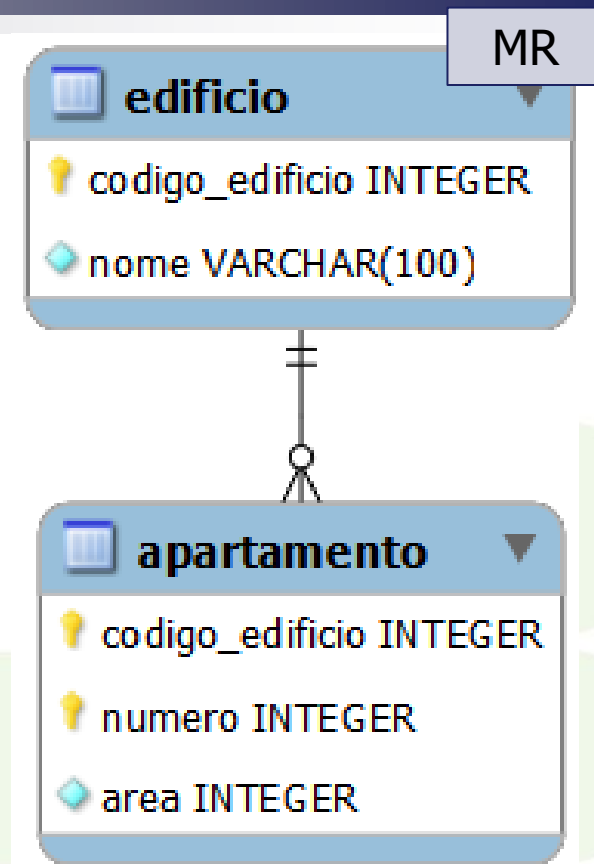 MR
edificio
codigo_edificio INTEGER
nome VARCHAR(100)
apartamento
codigo_edificio INTEGER
numero INTEGER
area INTEGER